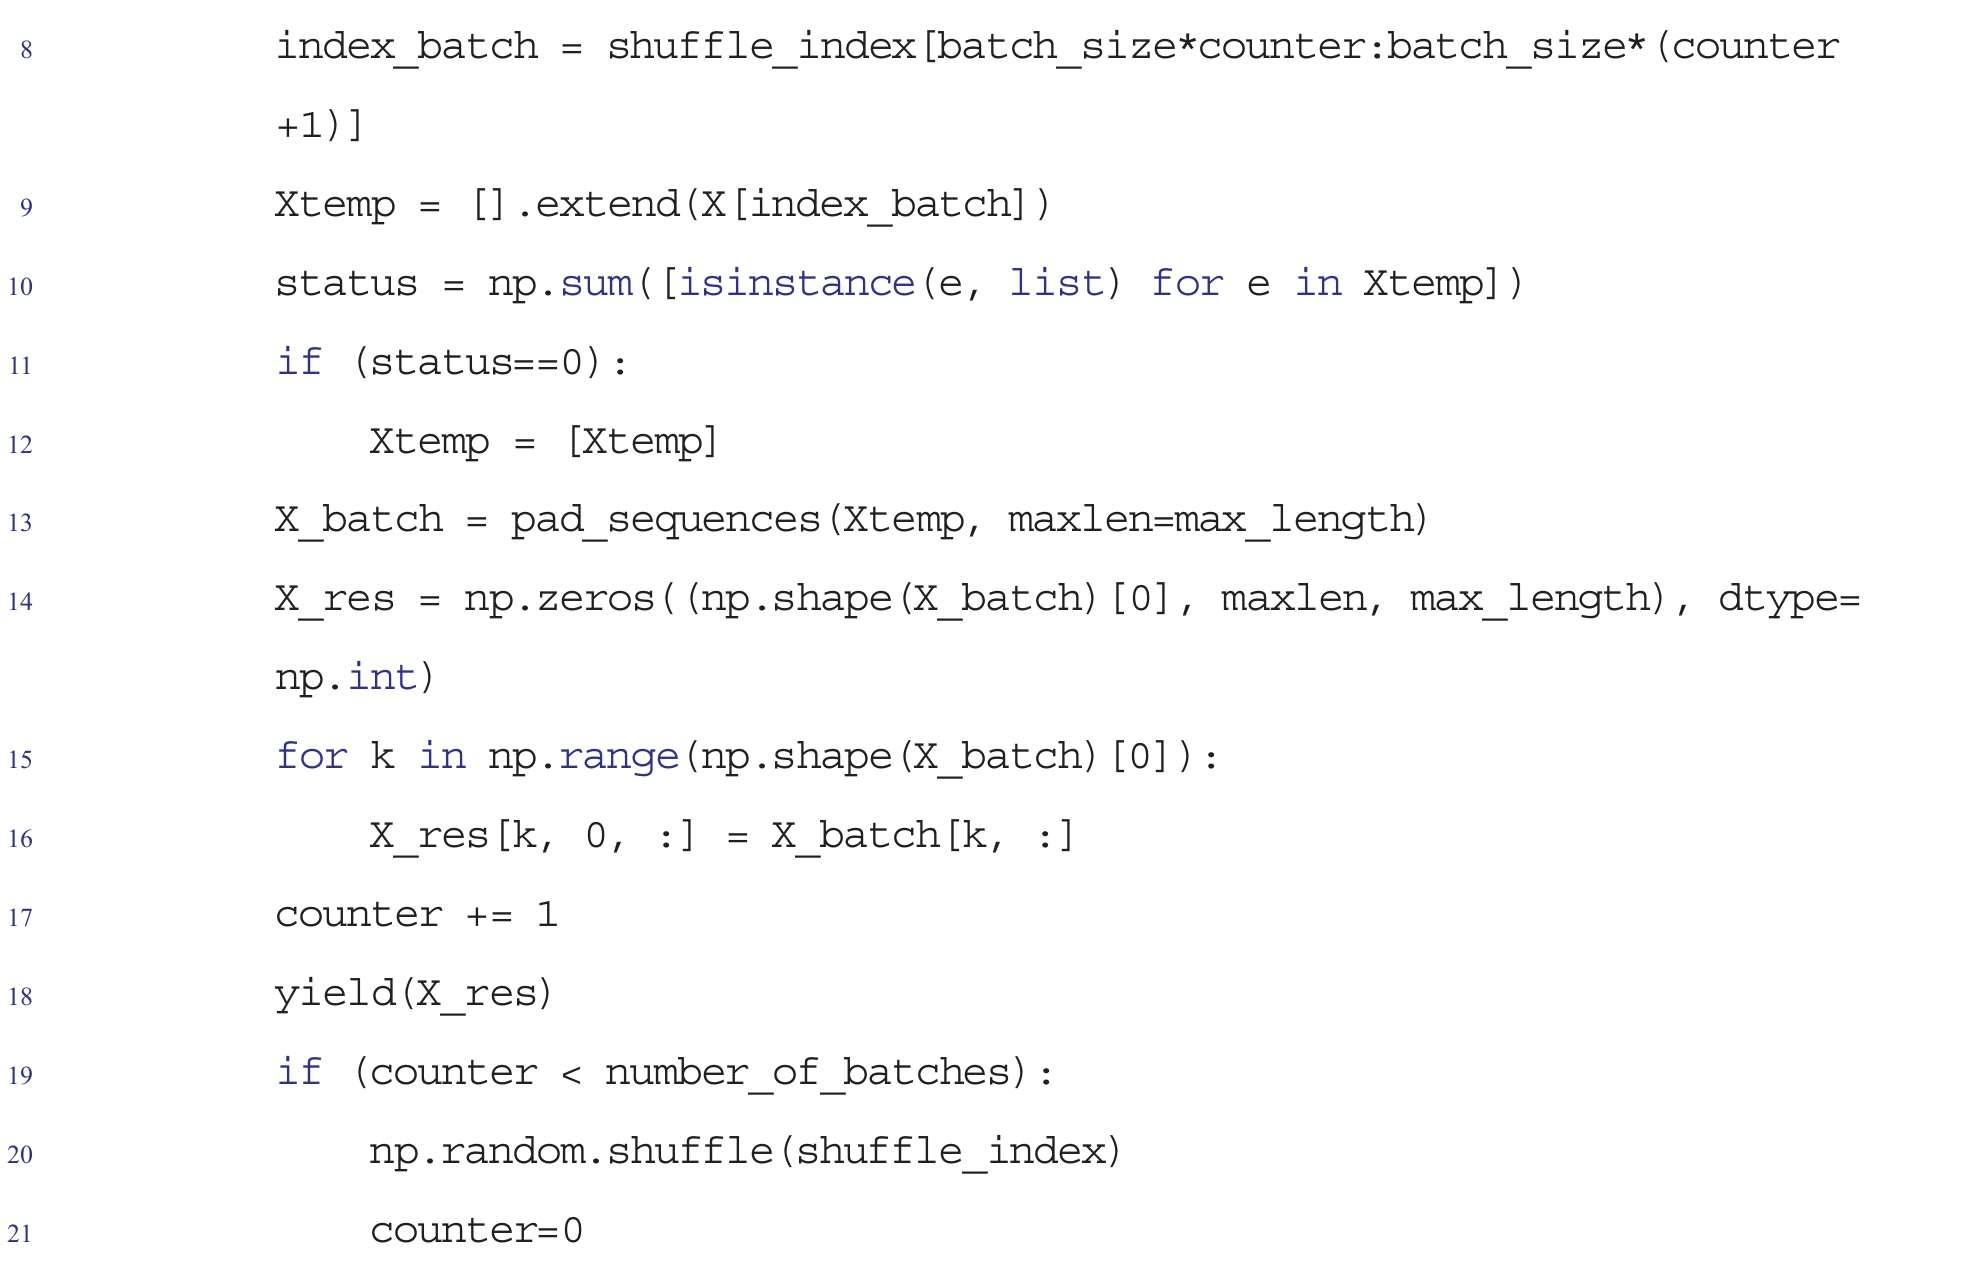 8 index_batch = shuffle_index[batch_size*counter:batch_size*(counter
+1)]
9 Xtemp = [].extend(X[index_batch])
10 status = np.sum([isinstance(e, list) for e in Xtemp])
11 if (status==0):
12 Xtemp = [Xtemp]
13 X_batch = pad_sequences(Xtemp, maxlen=max_length)
14 X_res = np.zeros((np.shape(X_batch)[0], maxlen, max_length), dtype=
np.int)
15 for k in np.range(np.shape(X_batch)[0]):
16 X_res[k, 0, :] = X_batch[k, :]
17 counter += 1
18 yield(X_res)
19 if (counter < number_of_batches):
20 np.random.shuffle(shuffle_index)
21 counter=0